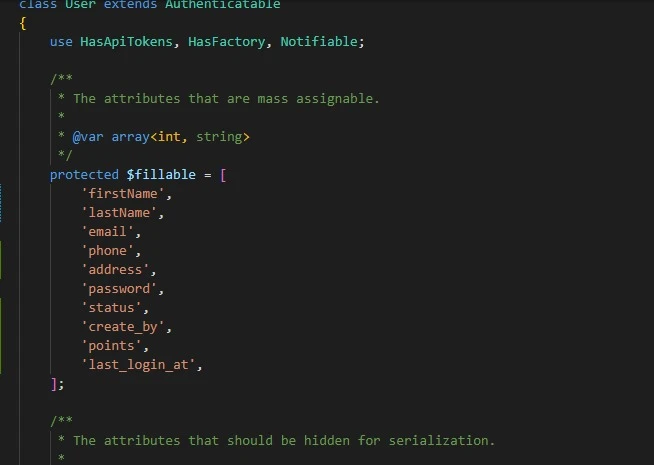 class User extends Authenticatable
{
    use HasApiTokens, HasFactory, Notifiable;

    /**
     * The attributes that are mass assignable.
     *
     * @var array<int, string>
     */
    protected $fillable = [
        'firstName',
        'lastName',
        'email',
        'phone',
        'address',
        'password',
        'status',
        'create_by',
        'points',
        'last_login_at',
    ];

    /**
     * The attributes that should be hidden for serialization.
     *